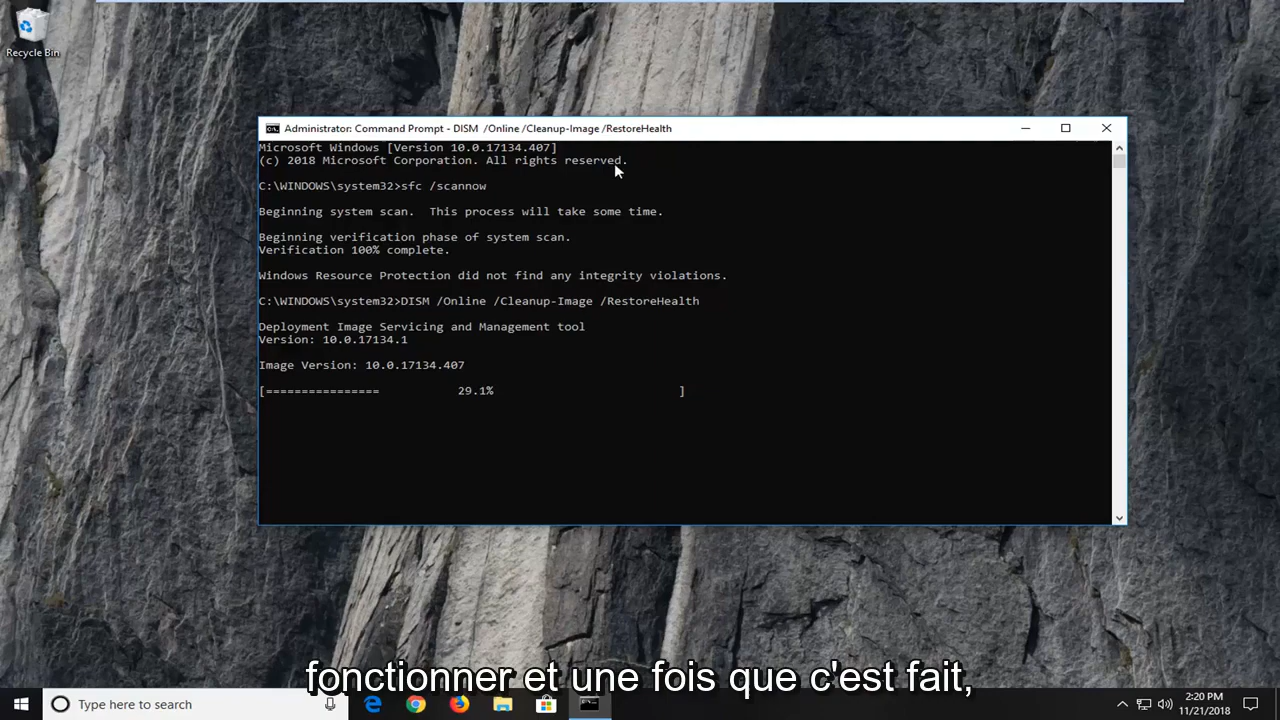 Recycle Bin
Administrator: Command Prompt - DISM  /Online /Cleanup-Image /RestoreHealth
Microsoft Windows [Version 10.0.17134.407]
(c) 2018 Microsoft Corporation. All rights reserved.
C:\WINDOWS\system32>sfc /scannow
Beginning system scan.  This process will take some time.
Beginning verification phase of system scan.
Verification 100% complete.
Windows Resource Protection did not find any integrity violations.
C:\WINDOWS\system32>DISM /Online /Cleanup-Image /RestoreHealth
Deployment Image Servicing and Management tool
Version: 10.0.17134.1
Image Version: 10.0.17134.407
[================           29.1%                          ]
fonctionner et une fois que c'est fait,
Type here to search
2:20 PM
11/21/2018